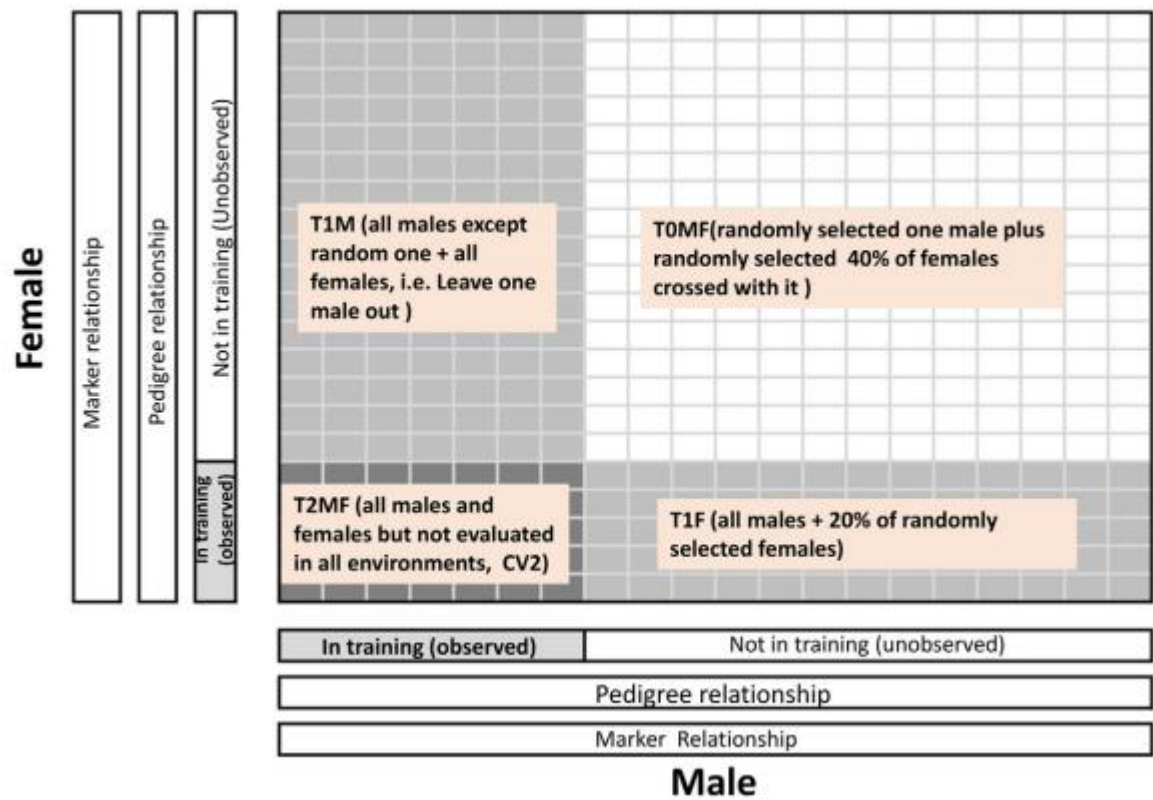 Female
Marker relationship
Pedigree relationship
Not in training (Unobserved)
In training
(observed)
T1M (all males except
random one + all
females, i.e. Leave one
male out )
T0MF(randomly selected one male plus
randomly selected 40% of females
crossed with it )
T2MF (all males and
females but not evaluated
in all environments, CV2)
T1F (all males + 20% of randomly
selected females)
In training (observed)
Not in training (unobserved)
Pedigree relationship
Marker Relationship
Male